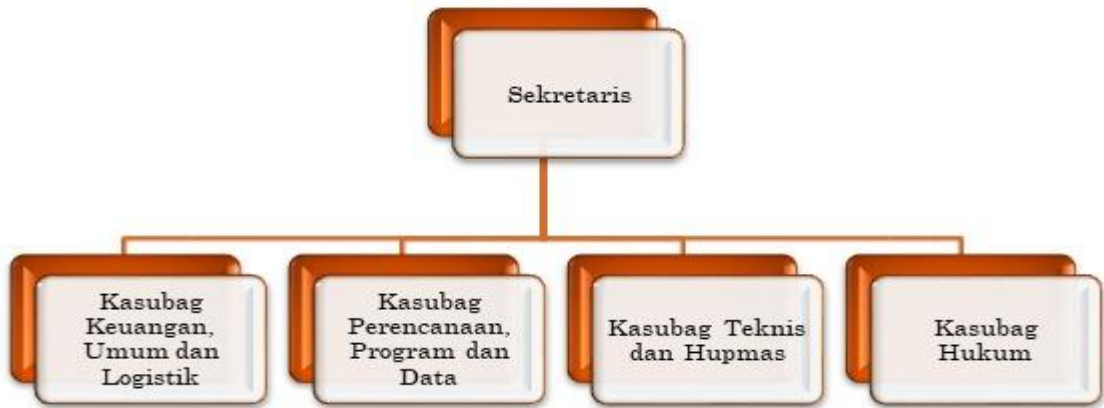 Sekretaris
Kasubag
Keuangan,
Umum dan
Logistik
Kasubag
Perencanaan,
Program dan
Data
Kasubag Teknis
dan Hupmas
Kasubag
Hukum